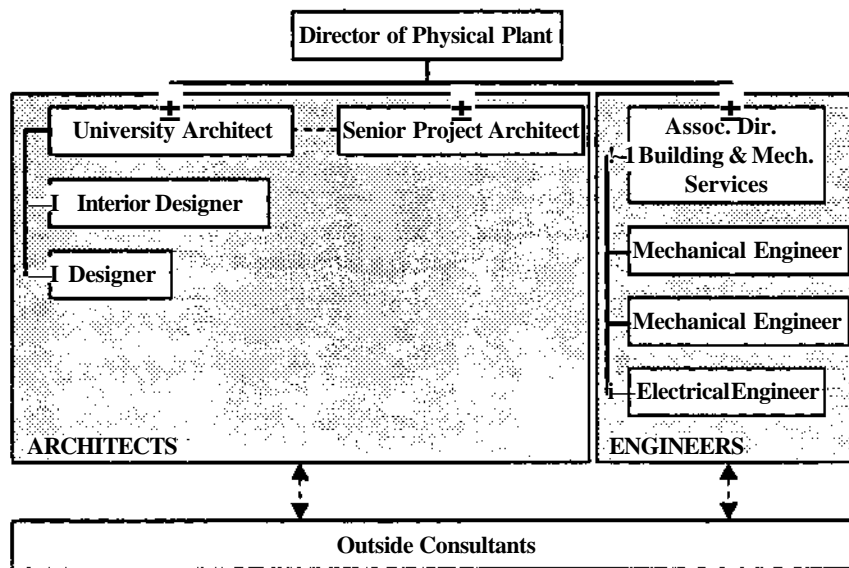 Director of Physical Plant
University Architect
Senior Project Architect
Interior Designer
Designer
ARCHITECTS
Assoc. Dir.
Building & Mech.
Services
Mechanical Engineer
Mechanical Engineer
Electrical Engineer
ENGINEERS
Outside Consultants